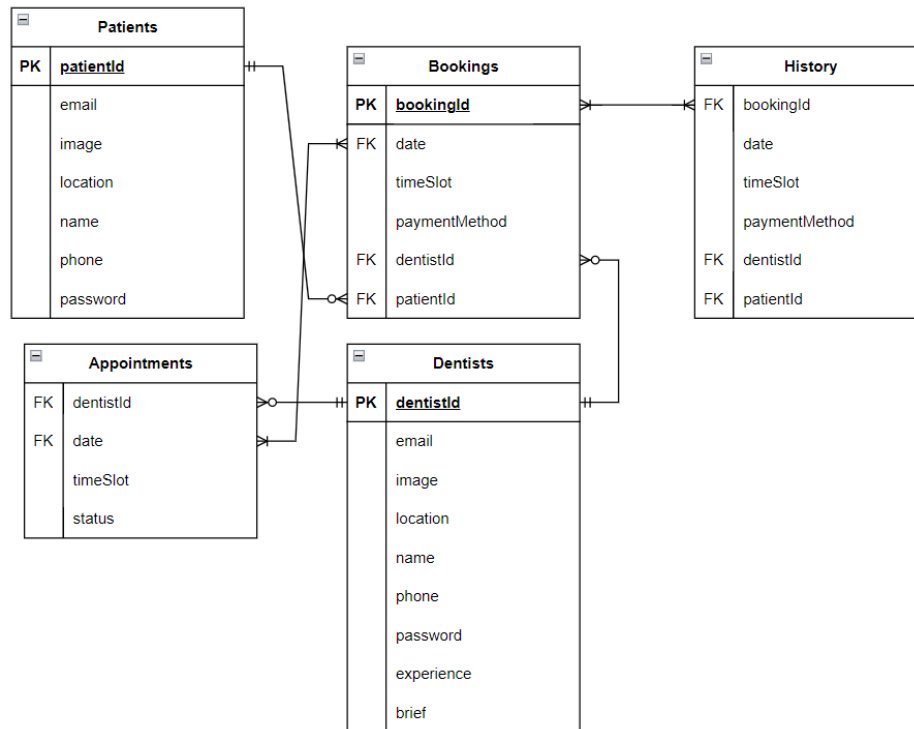 Patients
PK patientId
email
image
location
name
phone
password
Bookings
PK bookingId
FK date
timeSlot
paymentMethod
FK dentistId
FK patientId
History
FK bookingId
date
timeSlot
paymentMethod
FK dentistId
FK patientId
Appointments
FK dentistId
FK date
timeSlot
status
Dentists
PK dentistId
email
image
location
name
phone
password
experience
brief